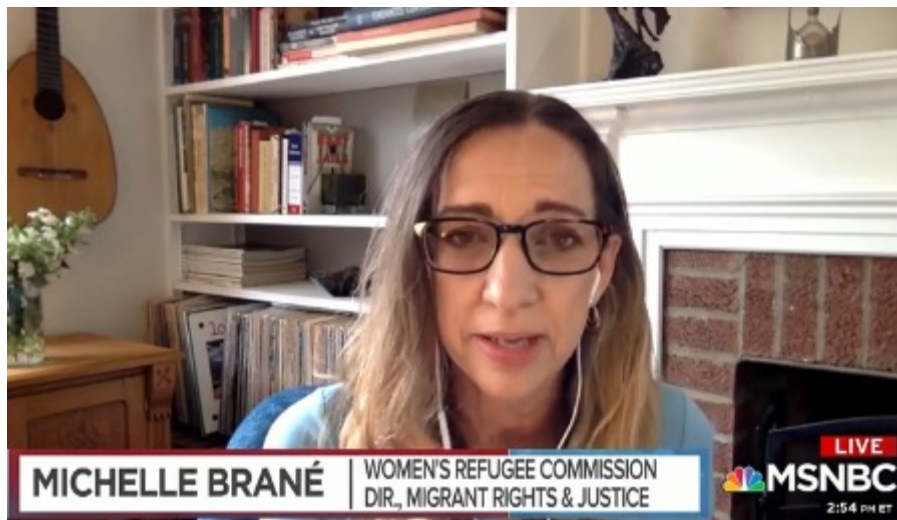 MICHELLE BRANÉ
WOMEN'S REFUGEE COMMISSION
DIR., MIGRANT RIGHTS & JUSTICE
LIVE
MSNBC
2:54 PM ET